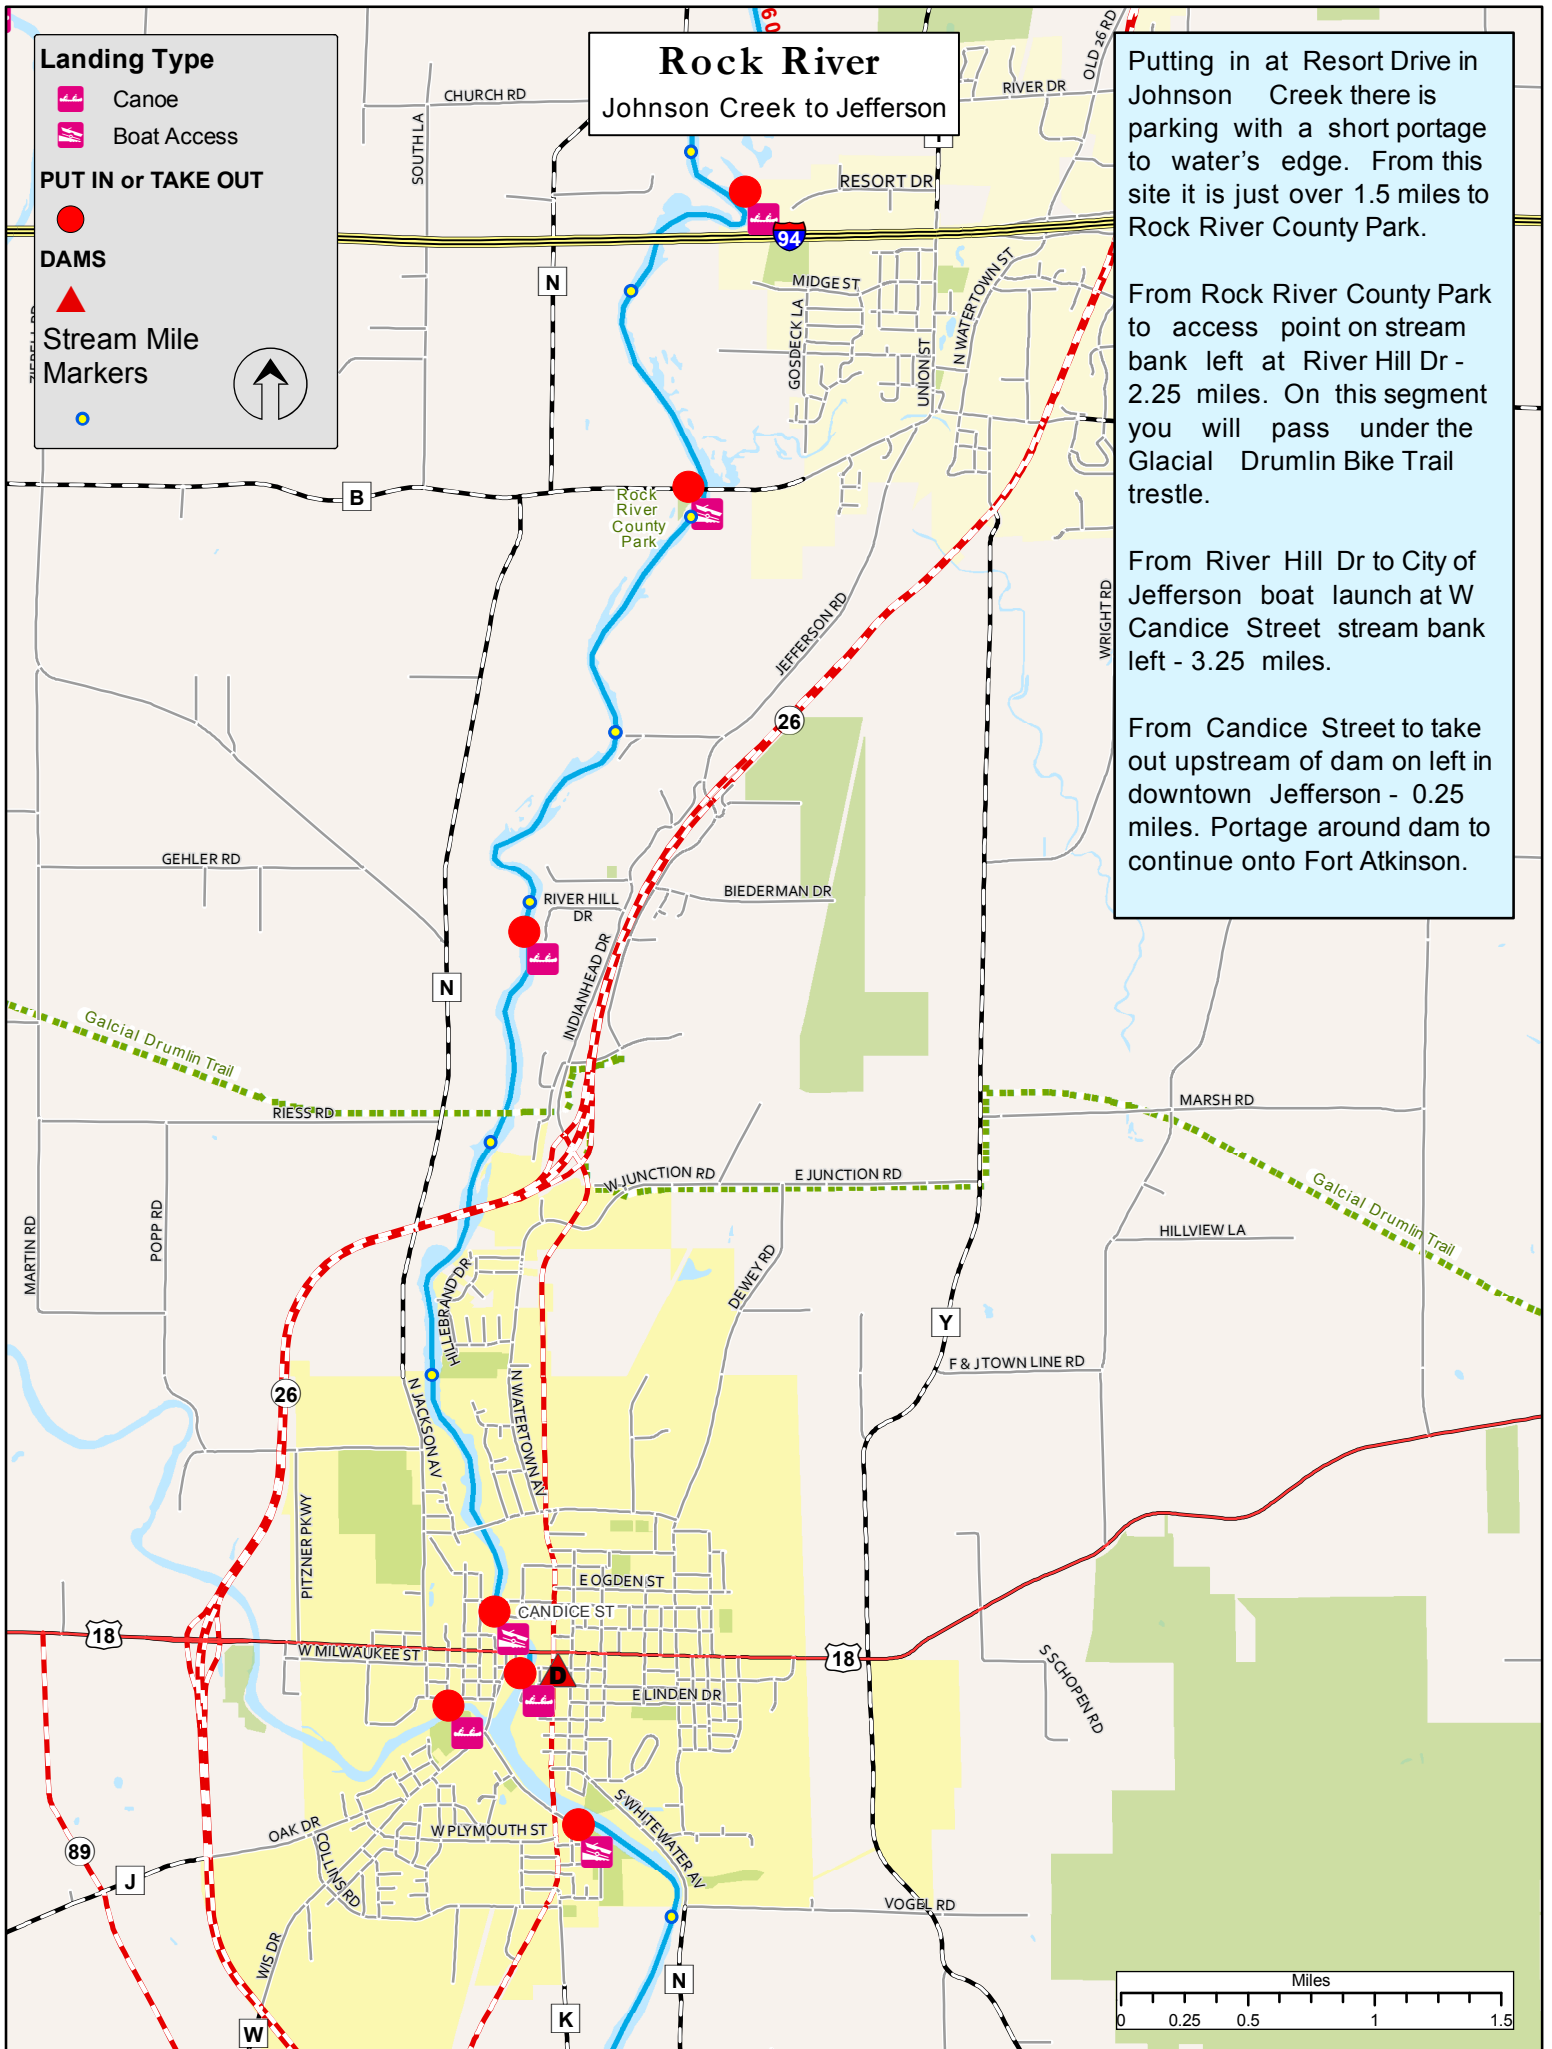 Landing Type
Canoe
Boat Access
PUT IN or TAKE OUT
DAMS
Stream Mile
Markers
Rock River
Johnson Creek to Jefferson
Putting in at Resort Drive in
Johnson Creek there is
parking with a short portage
to water's edge. From this
site it is just over 1.5 miles to
Rock River County Park.
From Rock River County Park
to access point on stream
bank left at River Hill Dr -
2.25 miles. On this segment
you will pass under the
Glacial Drumlin Bike Trail
trestle.
From River Hill Dr to City of
Jefferson boat launch at W
Candice Street stream bank
left - 3.25 miles.
From Candice Street to take
out upstream of dam on left in
downtown Jefferson - 0.25
miles. Portage around dam to
continue onto Fort Atkinson.
CHURCH RD
SOUTH LA
RIVER DR
OLD 26 RD
RESORT DR
94
N
MIDGE ST
GOSDECK LA
UNION ST
N WATERTOWN ST
B
Rock
River
County
Park
JEFFERSON RD
WRIGHT RD
26
GEHLER RD
RIVER HILL
DR
BIEDERMAN DR
INDIANHEAD DR
N
Galcial Drumlin Trail
RIESS RD
MARSH RD
W JUNCTION RD
E JUNCTION RD
Galcial Drumlin Trail
MARTIN RD
POPP RD
HILLVIEW LA
DEWEY RD
HILLEBRAND DR
Y
F & J TOWN LINE RD
26
N JACKSON AV
N WATERTOWN AV
PITZNER PKWY
E OGDEN ST
CANDICE ST
18
W MILWAUKEE ST
18
D
E LINDEN DR
S SCHOPEN RD
S WHITEWATER AV
OAK DR
W PLYMOUTH ST
COLLINS RD
89
J
VOGEL RD
WIS DR
N
K
W
Miles
0 0.25 0.5 1 1.5